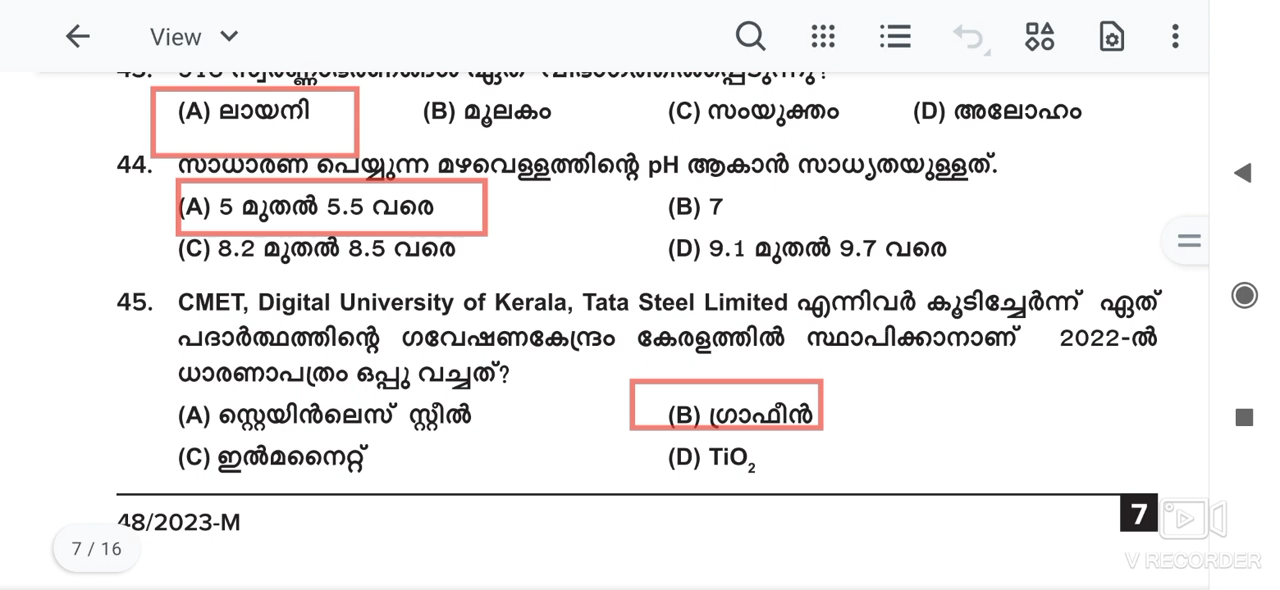 View
(A) ലായനി (B) മൂലകം (C) സംയുക്തം (D) അലോഹം
44. സാധാരണ പെയ്യുന്ന മഴവെള്ളത്തിന്റെ pH ആകാൻ സാധ്യതയുള്ളത്.
(A) 5 മുതൽ 5.5 വരെ (B) 7
(C) 8.2 മുതൽ 8.5 വരെ (D) 9.1 മുതൽ 9.7 വരെ
45. CMET, Digital University of Kerala, Tata Steel Limited എന്നിവർ കൂടിച്ചേർന്ന് ഏത്
പദാർത്ഥത്തിന്റെ ഗവേഷണകേന്ദ്രം കേരളത്തിൽ സ്ഥാപിക്കാനാണ് 2022-ൽ
ധാരണാപത്രം ഒപ്പു വച്ചത്?
(A) സ്റ്റെയിൻലെസ് സ്റ്റീൽ (B) ഗ്രാഫീൻ
(C) ഇൽമനൈറ്റ് (D) TiO₂
48/2023-M 7
7 / 16
V RECORDER